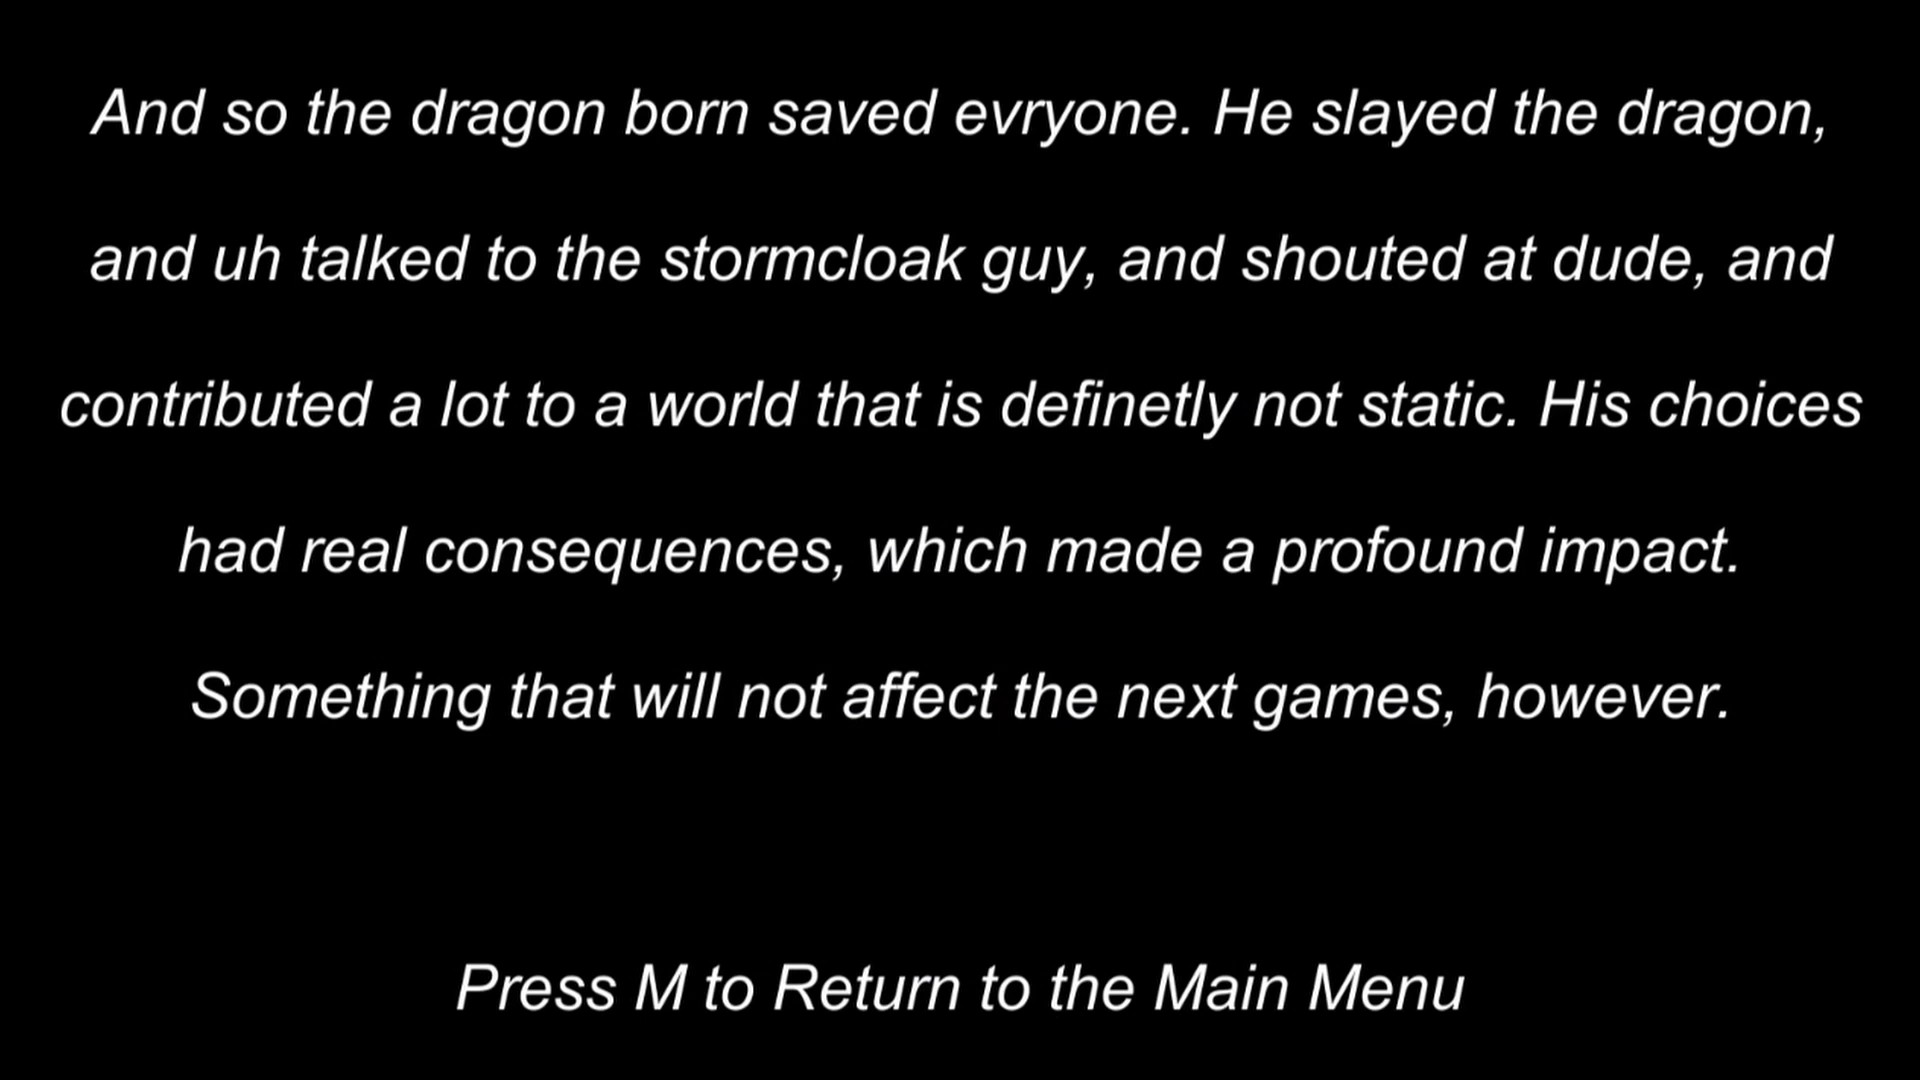 And so the dragon born saved evryone. He slayed the dragon,
and uh talked to the stormcloak guy, and shouted at dude, and
contributed a lot to a world that is definetly not static. His choices
had real consequences, which made a profound impact.
Something that will not affect the next games, however.
Press M to Return to the Main Menu